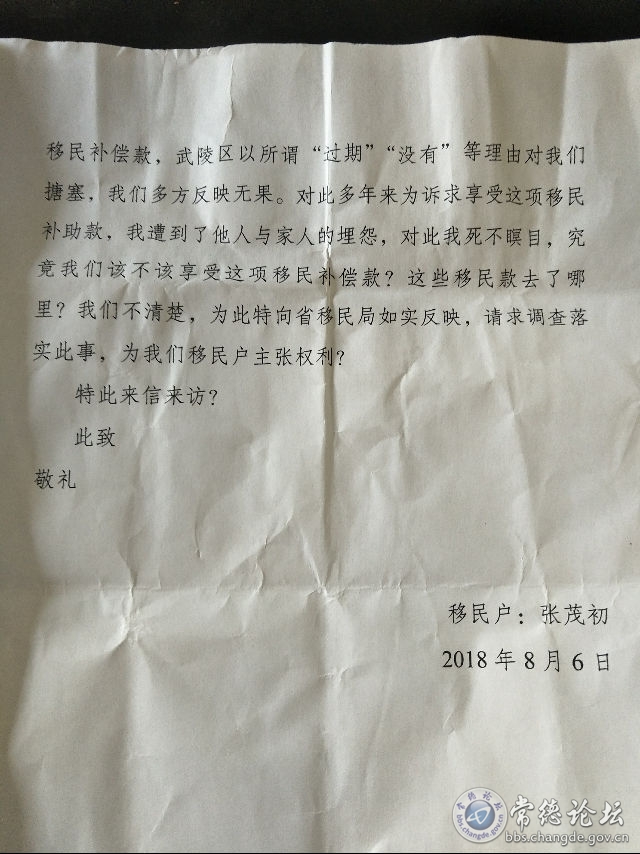 移民补偿款，武陵区以所谓“过期”“没有”等理由对我们
搪塞，我们多方反映无果。对此多年来为诉求享受这项移民
补助款，我遭到了他人与家人的埋怨，对此我死不瞑目，究
竟我们该不该享受这项移民补偿款？这些移民款去了哪
里？我们不清楚，为此特向省移民局如实反映，请求调查落
实此事，为我们移民户主张权利？
特此来信来访？
此致
敬礼
移民户：张茂初
2018年8月6日
常德论坛
bbs.changde.gov.cn